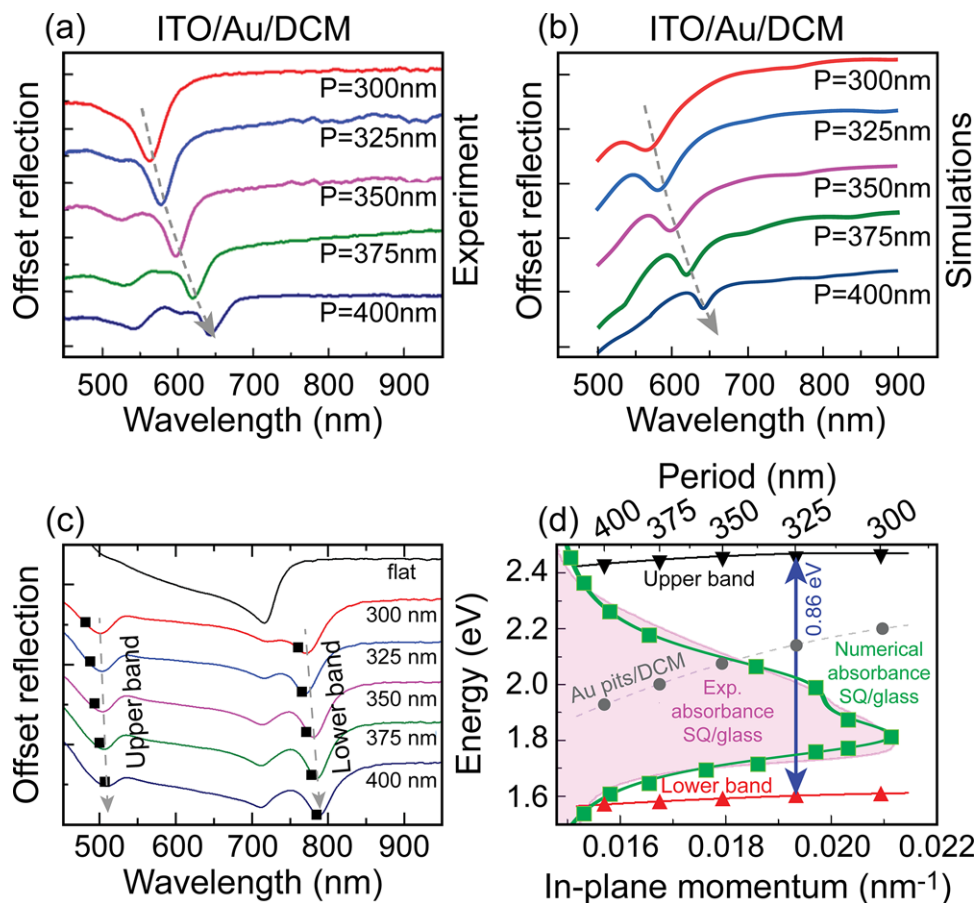 (a) ITO/Au/DCM
P=300nm
P=325nm
P=350nm
P=375nm
P=400nm
Offset reflection
Experiment
500 600 700 800 900
Wavelength (nm)
(b) ITO/Au/DCM
P=300nm
P=325nm
P=350nm
P=375nm
P=400nm
Offset reflection
Simulations
500 600 700 800 900
Wavelength (nm)
(c)
flat
300 nm
325 nm
350 nm
375 nm
400 nm
Upper band
Lower band
Offset reflection
500 600 700 800 900
Wavelength (nm)
Period (nm)
(d) 400 375 350 325 300
2.4
2.2
2.0
1.8
1.6
Energy (eV)
Upper band
0.86 eV
Au pits/DCM
Exp.
absorbance
SQ/glass
Numerical
absorbance
SQ/glass
Lower band
0.016 0.018 0.020 0.022
In-plane momentum (nm⁻¹)